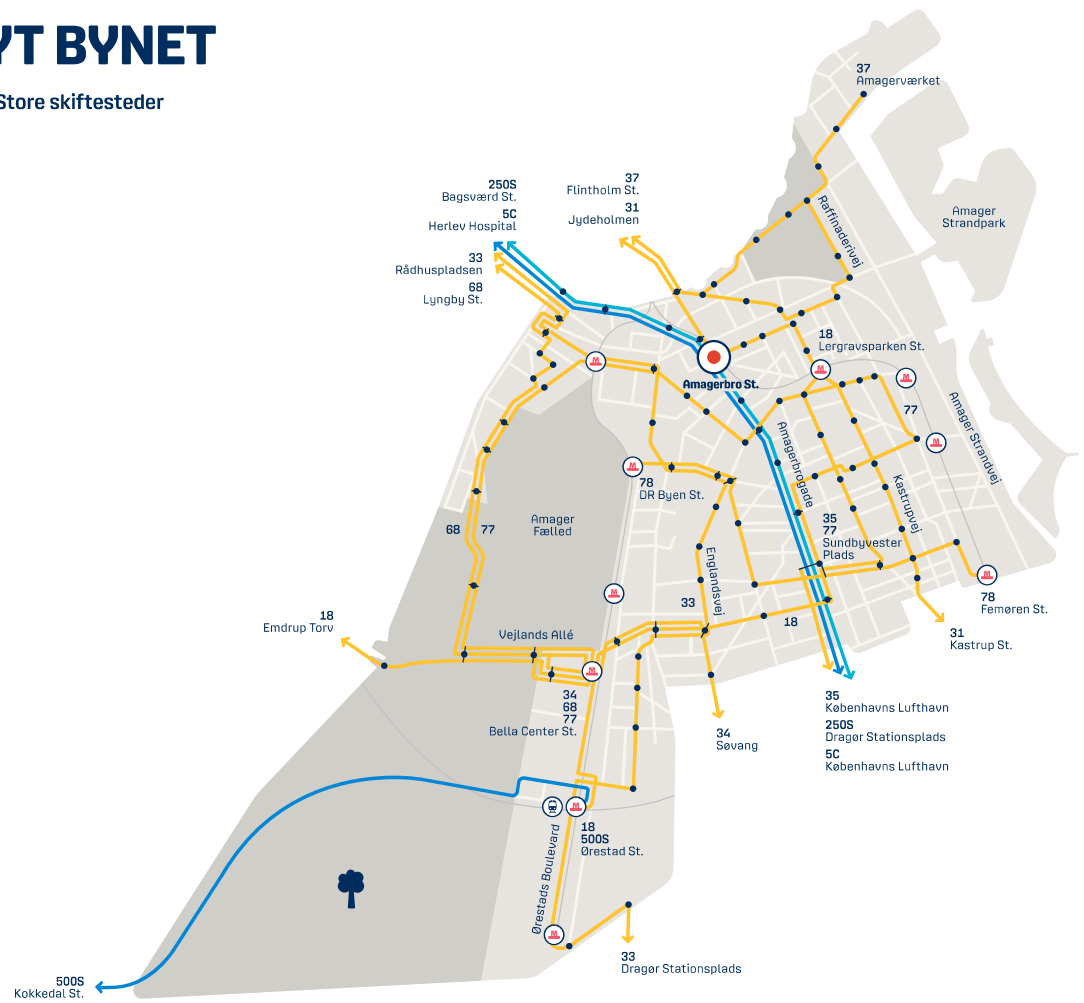 YT BYNET
Store skiftesteder
37
Amagerværket
250S
Bagsværd St.
5C
Herlev Hospital
33
Rådhuspladsen
68
Lyngby St.
37
Flintholm St.
31
Jydeholmen
Raffinaderivej
Amager
Strandpark
18
Lergravsparken St.
Amagerbro St.
77
Amager Strandvej
Amagerbrogade
Kastrupvej
78
DR Byen St.
35
77
Sundbyvester
Plads
68
77
Amager
Fælled
Englandsvej
33
18
78
Femøren St.
31
Kastrup St.
18
Emdrup Torv
Vejlands Allé
34
68
77
Bella Center St.
34
Søvang
35
Københavns Lufthavn
250S
Dragør Stationsplads
5C
Københavns Lufthavn
18
500S
Ørestad St.
Ørestads Boulevard
33
Dragør Stationsplads
500S
Kokkedal St.